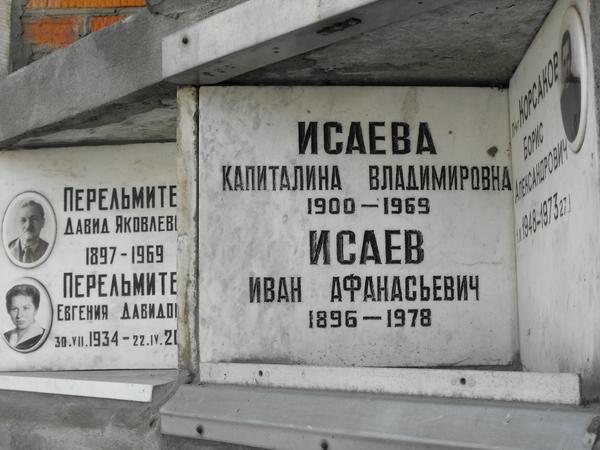 ПЕРЕЛЬМИТЕ
ДАВИД ЯКОВЛЕВ
1897-1969
ПЕРЕЛЬМИТЕ
ЕВГЕНИЯ ДАВИДО
30.VII.1934 - 22.IV.20
ИСАЕВА
КАПИТАЛИНА ВЛАДИМИРОВНА
1900-1969
ИСАЕВ
ИВАН АФАНАСЬЕВИЧ
1896-1978
КОРСАКОВ
БОРИС
АЛЕКСАНДРОВИЧ
1948-1973